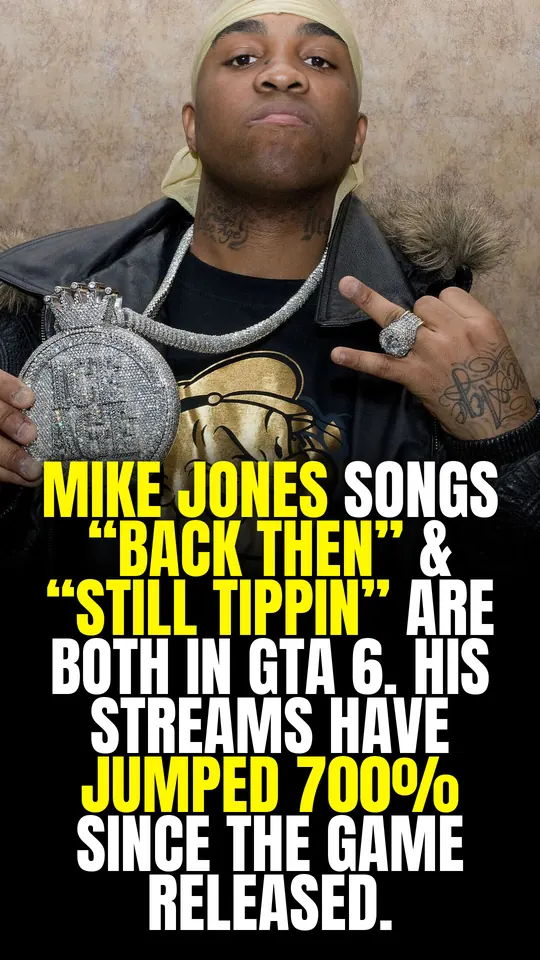 MIKE JONES SONGS
“BACK THEN” &
“STILL TIPPIN” ARE
BOTH IN GTA 6. HIS
STREAMS HAVE
JUMPED 700%
SINCE THE GAME
RELEASED.